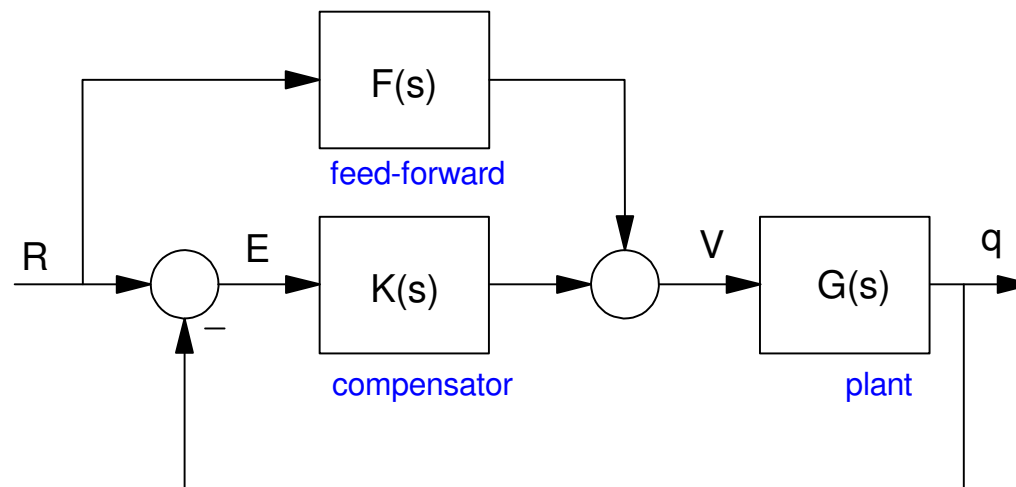 F(s)
feed-forward
R
E
K(s)
compensator
V
G(s)
plant
q
–